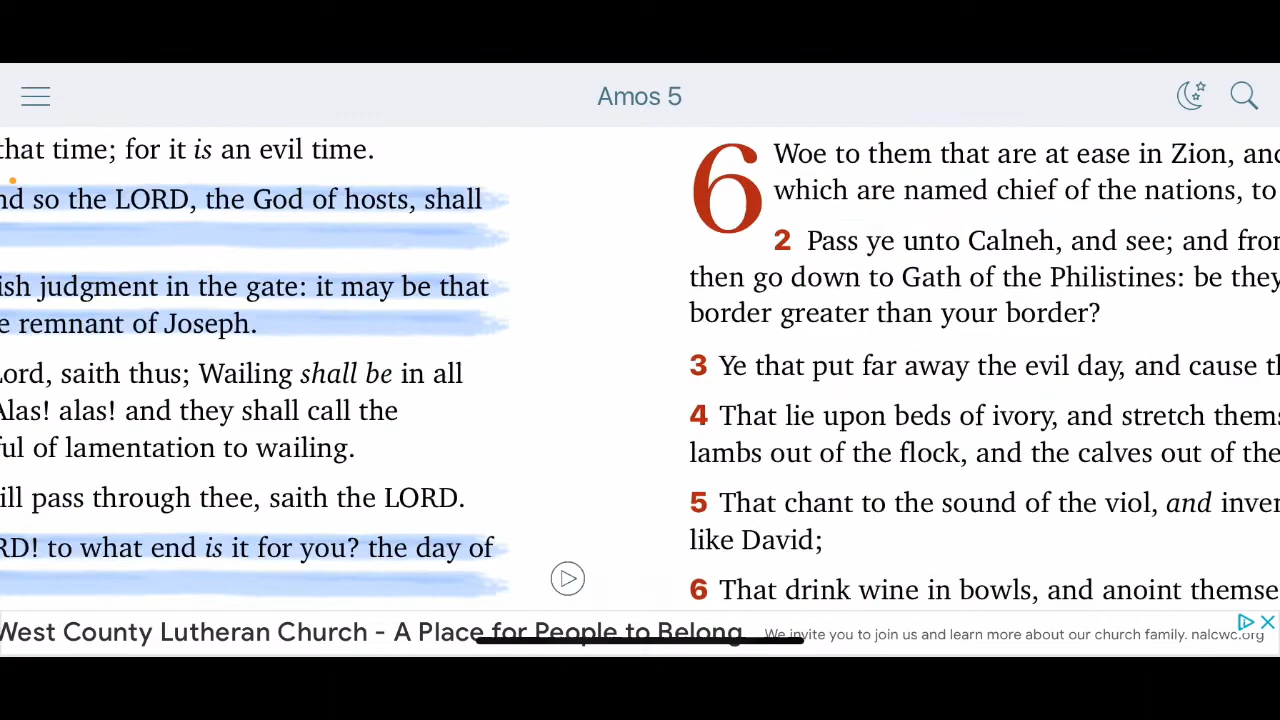 Amos 5
that time; for it is an evil time.
nd so the LORD, the God of hosts, shall
ish judgment in the gate: it may be that
e remnant of Joseph.
Lord, saith thus; Wailing shall be in all
Alas! alas! and they shall call the
ful of lamentation to wailing.
ill pass through thee, saith the LORD.
RD! to what end is it for you? the day of
6 Woe to them that are at ease in Zion, and
which are named chief of the nations, to
2 Pass ye unto Calneh, and see; and from
then go down to Gath of the Philistines: be they
border greater than your border?
3 Ye that put far away the evil day, and cause th
4 That lie upon beds of ivory, and stretch thems
lambs out of the flock, and the calves out of the
5 That chant to the sound of the viol, and inven
like David;
6 That drink wine in bowls, and anoint themse
West County Lutheran Church - A Place for People to Belong
We invite you to join us and learn more about our church family. nalcwc.org